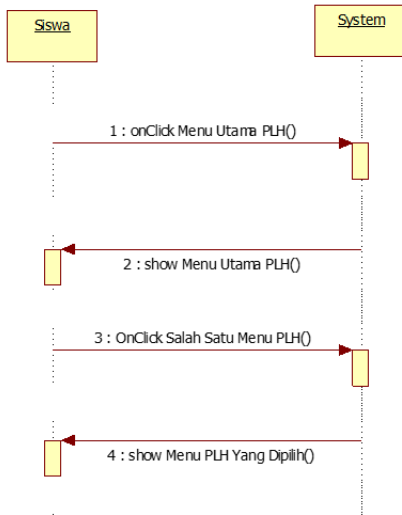 Siswa
System
1 : onClick Menu Utama PLH()
2 : show Menu Utama PLH()
3 : OnClick Salah Satu Menu PLH()
4 : show Menu PLH Yang Dipilih()